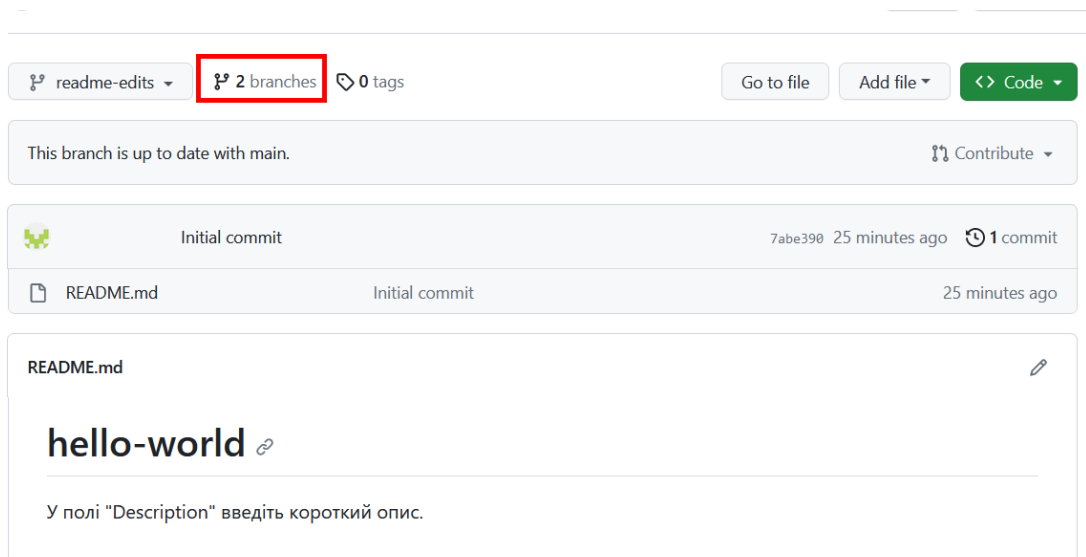 readme-edits 2 branches 0 tags Go to file Add file <> Code
This branch is up to date with main. Contribute
Initial commit 7abe390 25 minutes ago 1 commit
README.md Initial commit 25 minutes ago
README.md
hello-world
У полі "Description" введіть короткий опис.